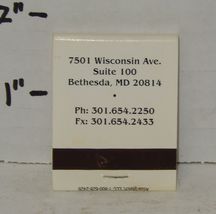 2"-
1"-
7501 Wisconsin Ave.
Suite 100
Bethesda, MD 20814
Ph: 301.654.2250
Fx: 301.654.2433